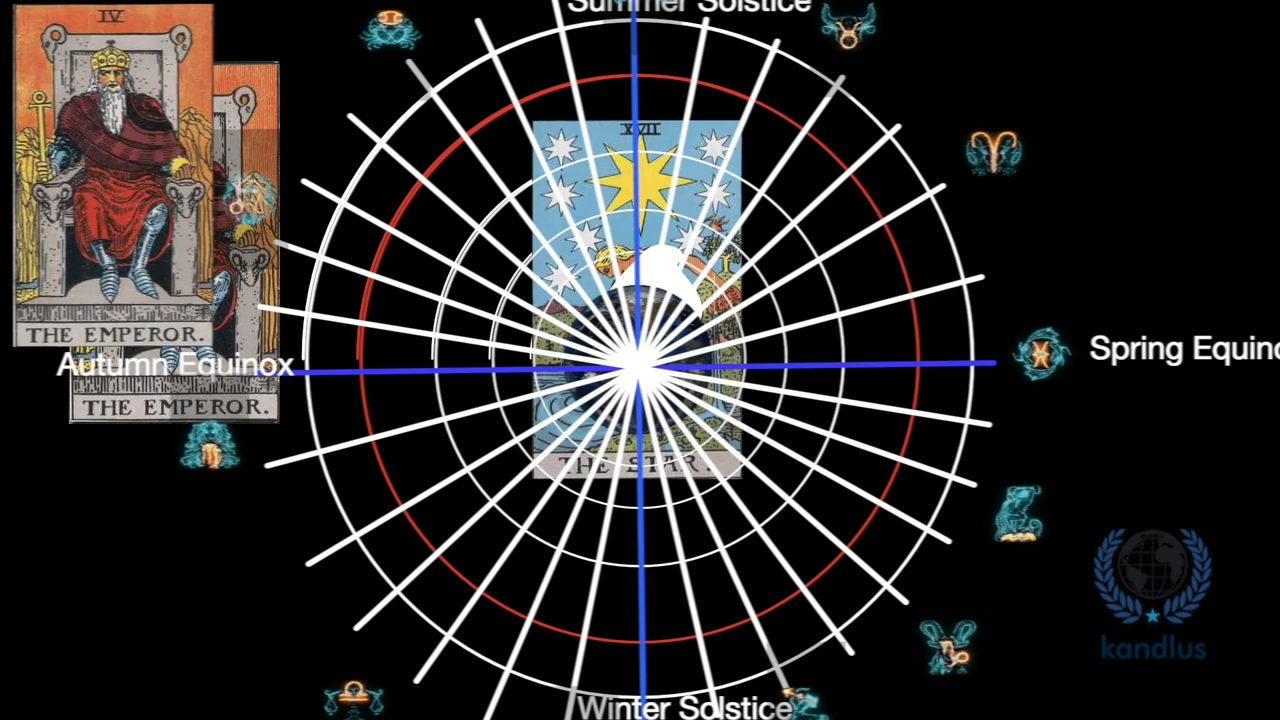 Summer Solstice
IV
XVII
THE EMPEROR.
Autumn Equinox
Spring Equino
THE EMPEROR.
THE STAR.
kandlus
Winter Solstice